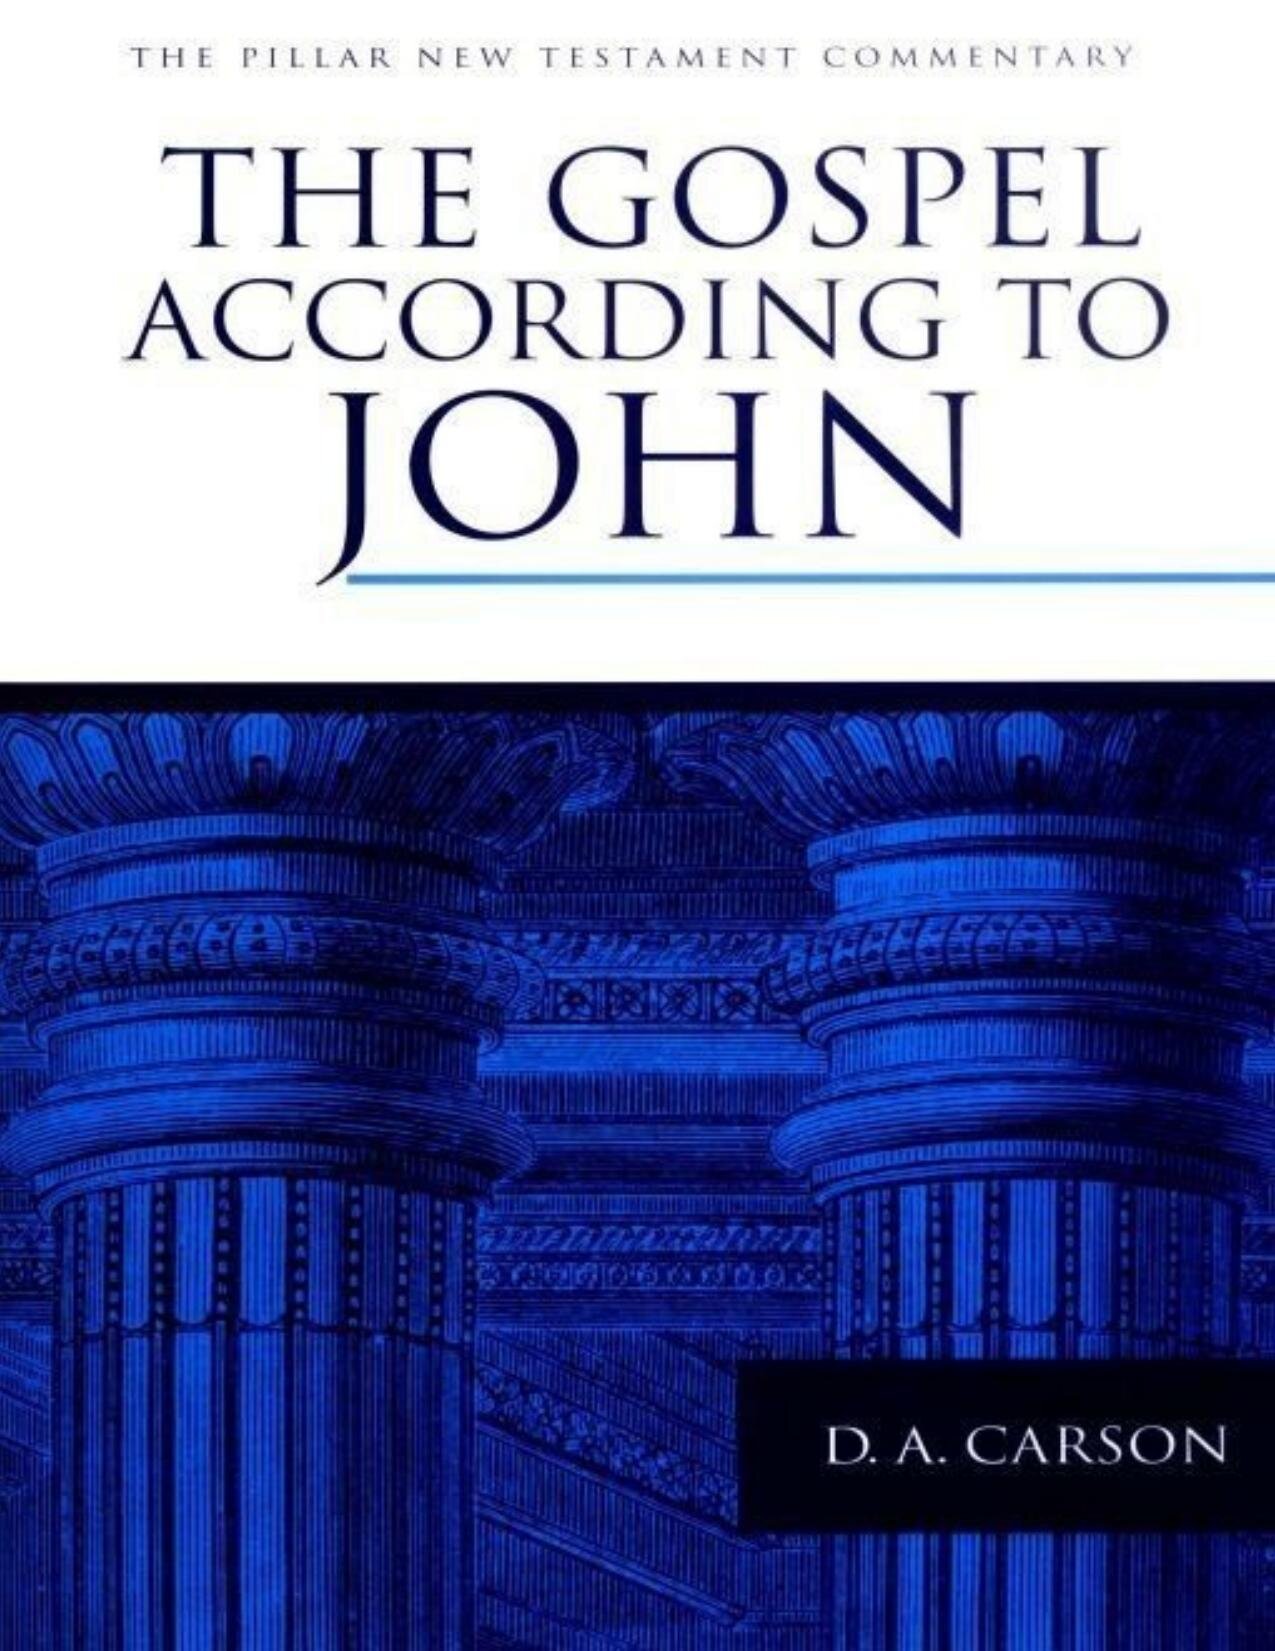 THE PILLAR NEW TESTAMENT COMMENTARY
THE GOSPEL
ACCORDING TO
JOHN
D. A. CARSON